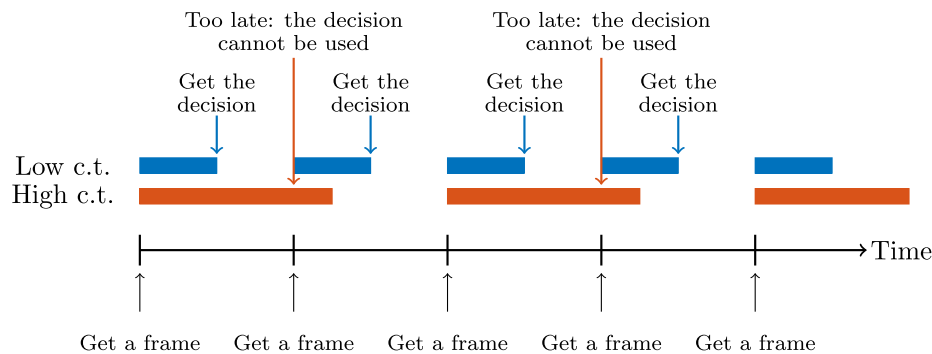 Too late: the decision
cannot be used
Too late: the decision
cannot be used
Get the
decision
Get the
decision
Get the
decision
Get the
decision
Low c.t.
High c.t.
Time
Get a frame
Get a frame
Get a frame
Get a frame
Get a frame